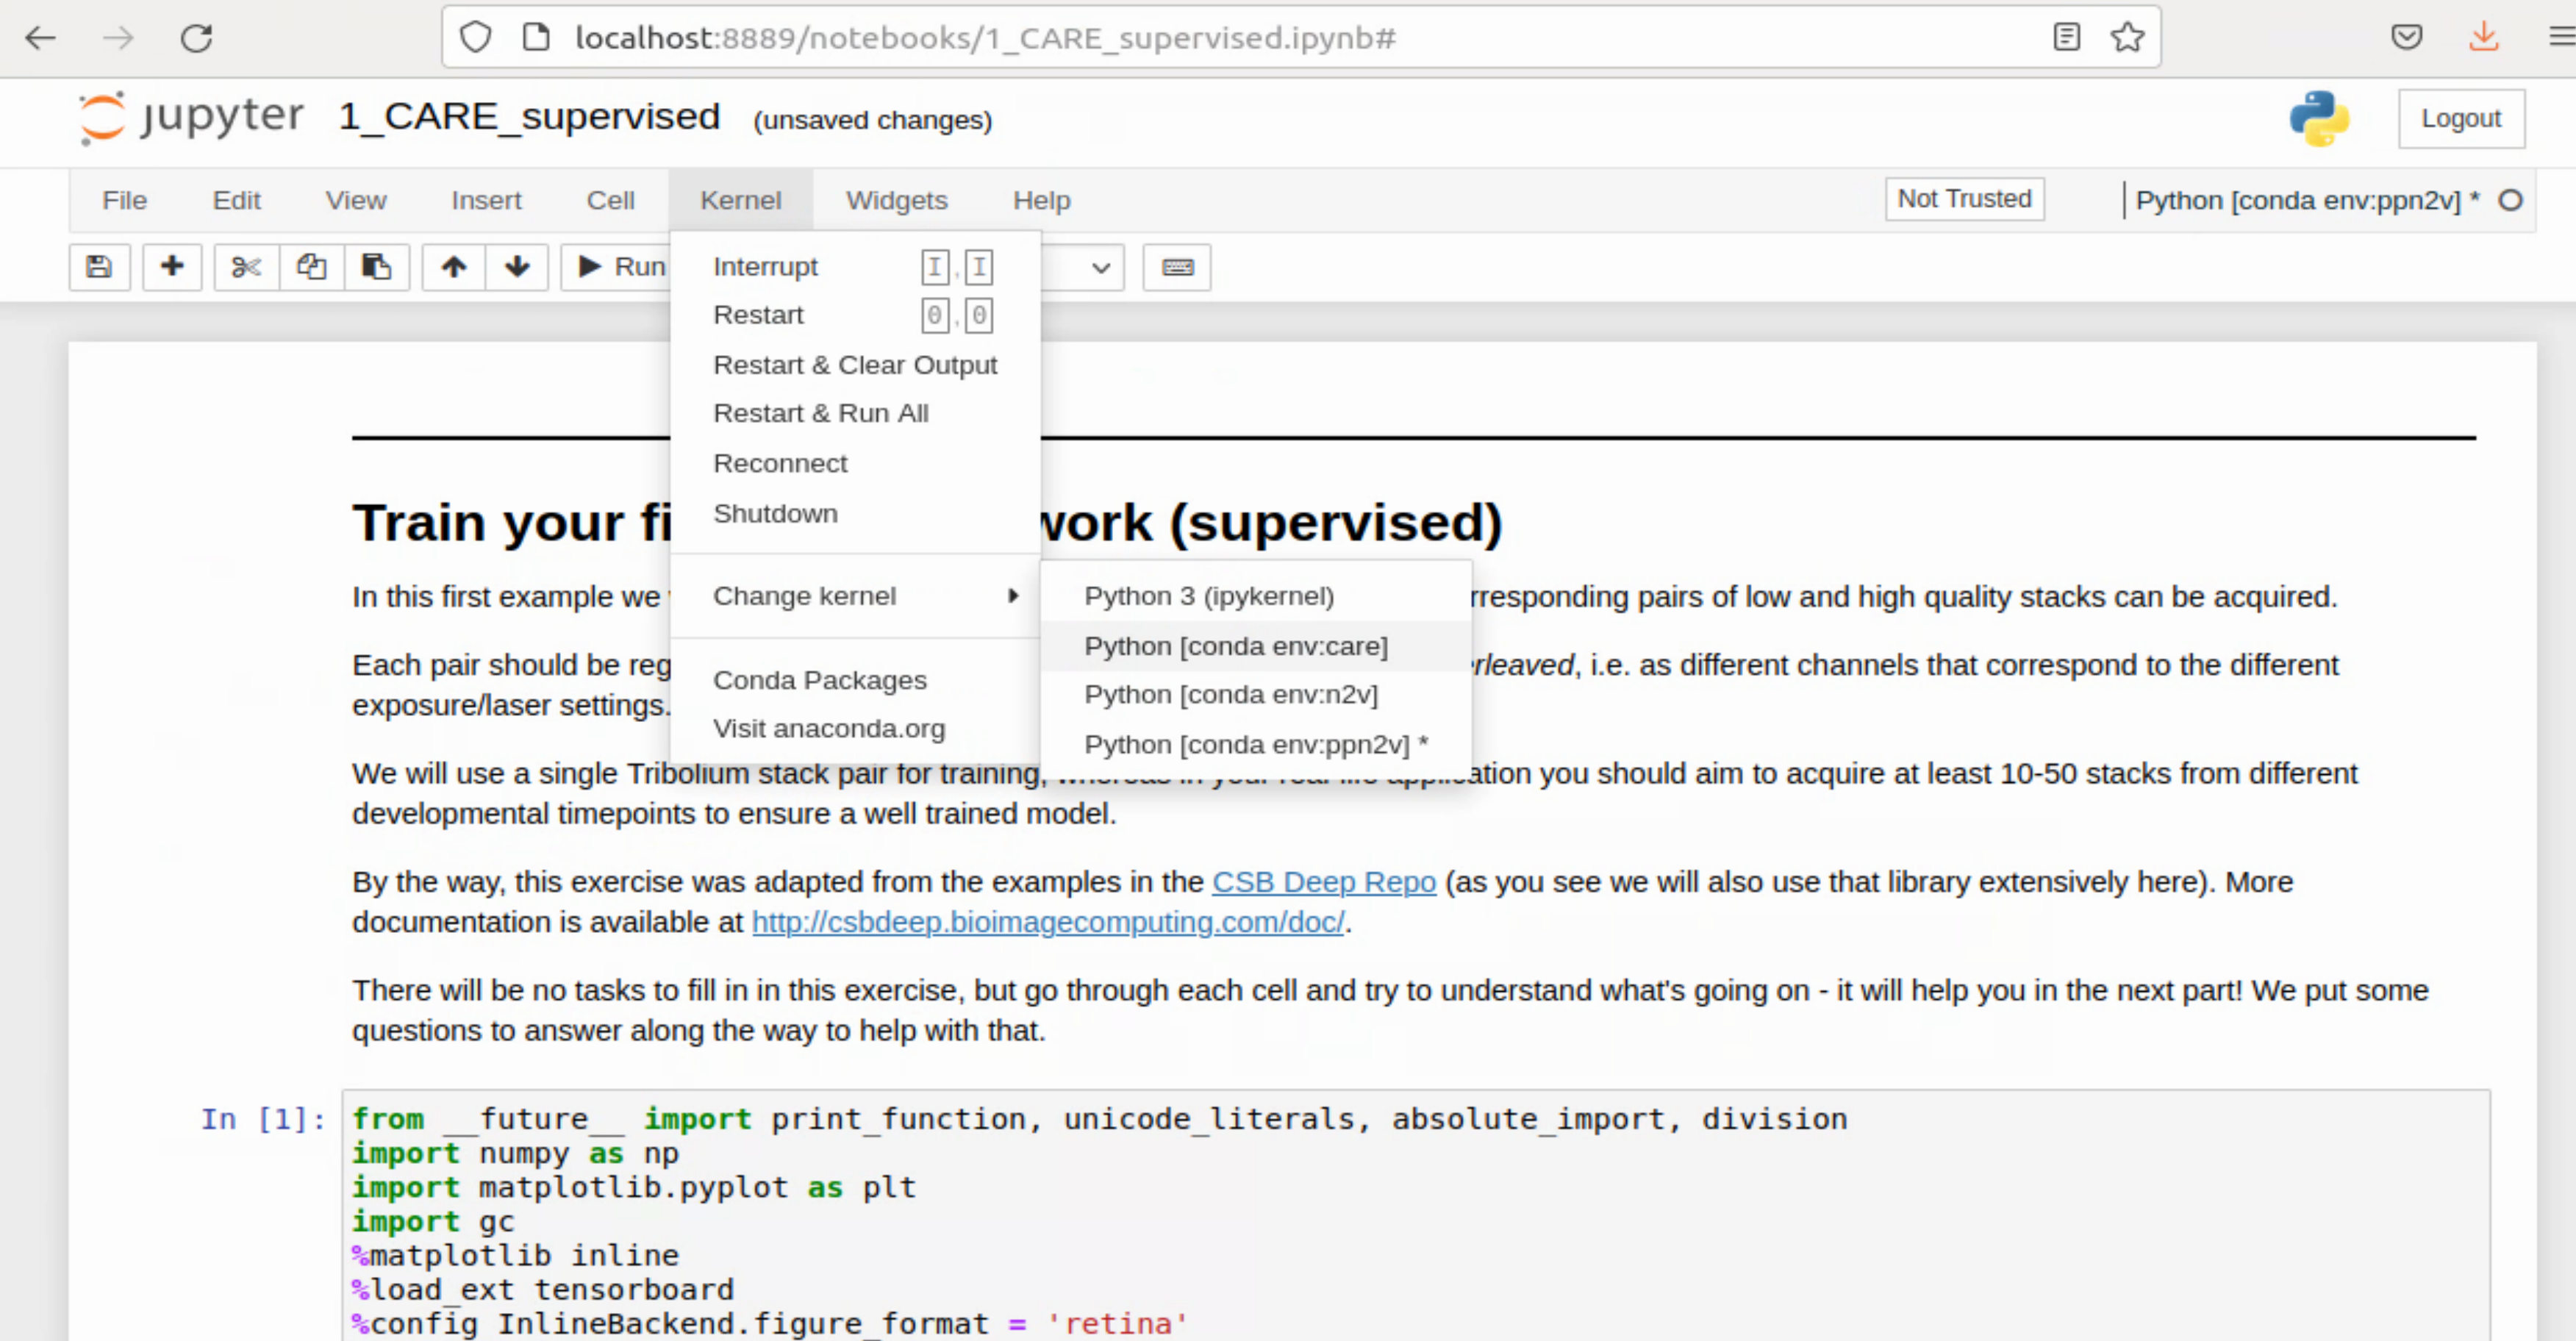 localhost:8889/notebooks/1_CARE_supervised.ipynb#
jupyter 1_CARE_supervised (unsaved changes) Logout
File Edit View Insert Cell Kernel Widgets Help Not Trusted Python [conda env:ppn2v] *
Run
Interrupt I,I
Restart 0,0
Restart & Clear Output
Restart & Run All
Reconnect
Shutdown
Change kernel
Conda Packages
Visit anaconda.org
Python 3 (ipykernel)
Python [conda env:care]
Python [conda env:n2v]
Python [conda env:ppn2v] *
Train your fi work (supervised)
In this first example we rresponding pairs of low and high quality stacks can be acquired.
Each pair should be reg rleaved, i.e. as different channels that correspond to the different
exposure/laser settings.
We will use a single Tribolium stack pair for training, whereas in your real-life application you should aim to acquire at least 10-50 stacks from different
developmental timepoints to ensure a well trained model.
By the way, this exercise was adapted from the examples in the CSB Deep Repo (as you see we will also use that library extensively here). More
documentation is available at http://csbdeep.bioimagecomputing.com/doc/.
There will be no tasks to fill in in this exercise, but go through each cell and try to understand what's going on - it will help you in the next part! We put some
questions to answer along the way to help with that.
In [1]: from __future__ import print_function, unicode_literals, absolute_import, division
import numpy as np
import matplotlib.pyplot as plt
import gc
%matplotlib inline
%load_ext tensorboard
%config InlineBackend.figure_format = 'retina'